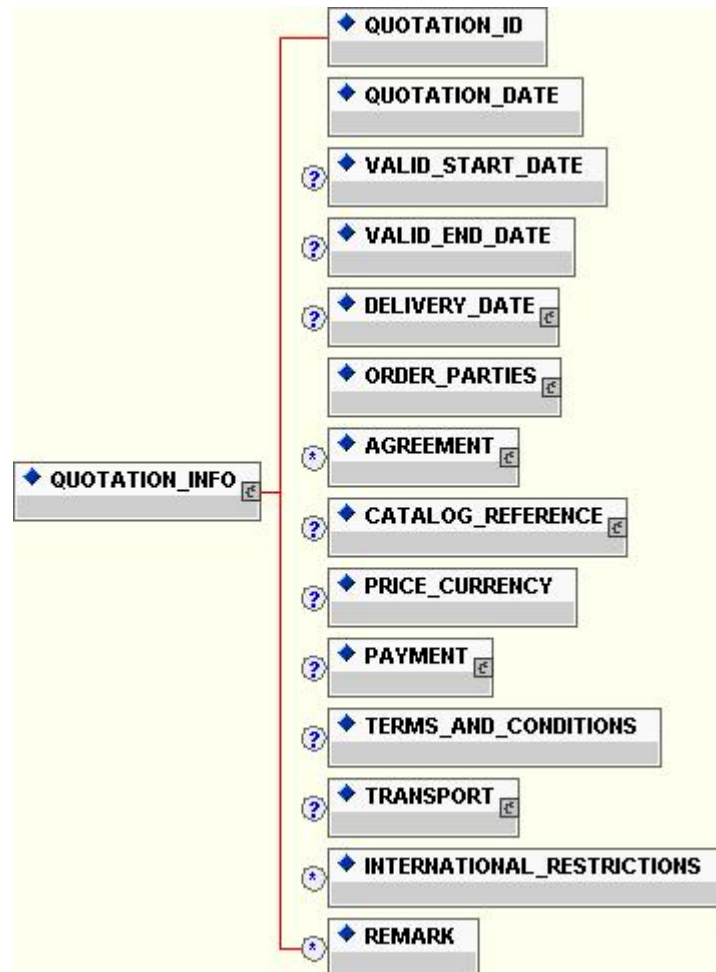 QUOTATION_ID
QUOTATION_DATE
? VALID_START_DATE
? VALID_END_DATE
? DELIVERY_DATE
ORDER_PARTIES
* AGREEMENT
QUOTATION_INFO
? CATALOG_REFERENCE
? PRICE_CURRENCY
? PAYMENT
? TERMS_AND_CONDITIONS
? TRANSPORT
* INTERNATIONAL_RESTRICTIONS
* REMARK